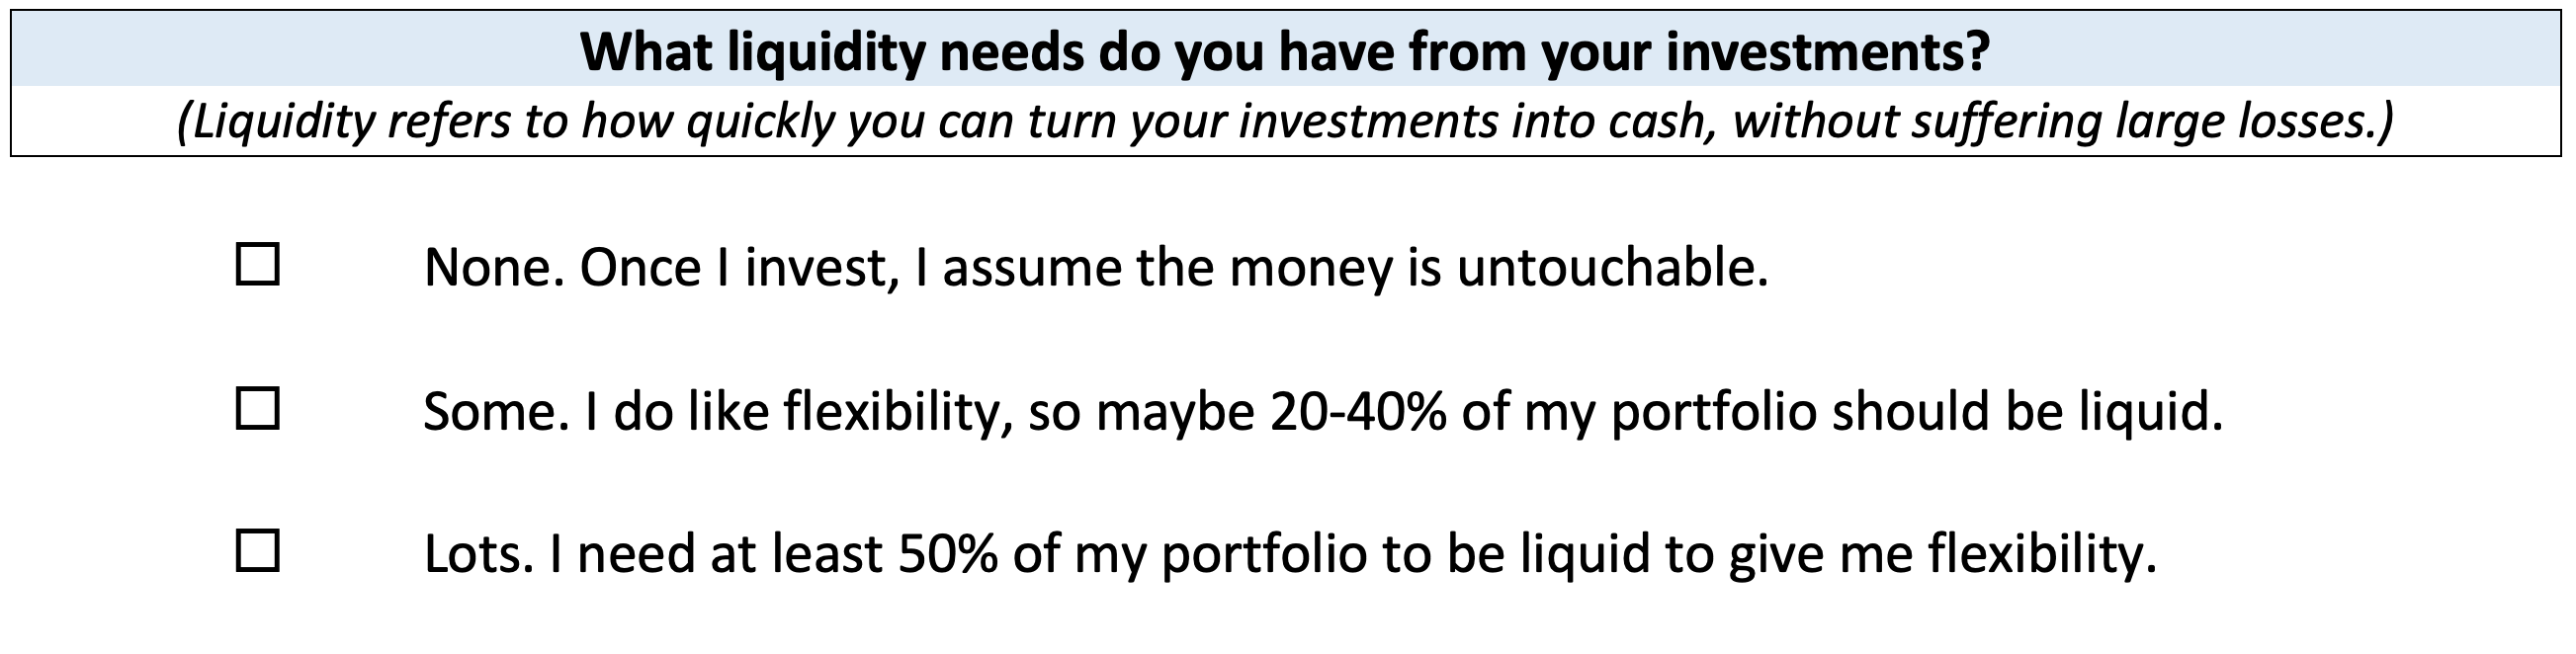 What liquidity needs do you have from your investments?
(Liquidity refers to how quickly you can turn your investments into cash, without suffering large losses.)
None. Once I invest, I assume the money is untouchable.
Some. I do like flexibility, so maybe 20-40% of my portfolio should be liquid.
Lots. I need at least 50% of my portfolio to be liquid to give me flexibility.